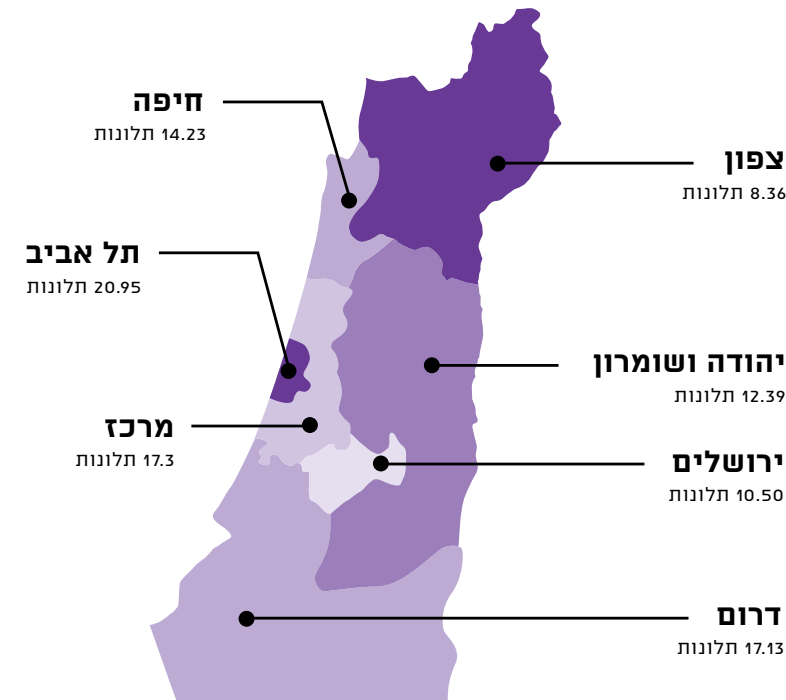 חיפה
14.23 תלונות
צפון
8.36 תלונות
תל אביב
20.95 תלונות
יהודה ושומרון
12.39 תלונות
מרכז
17.3 תלונות
ירושלים
10.50 תלונות
דרום
17.13 תלונות